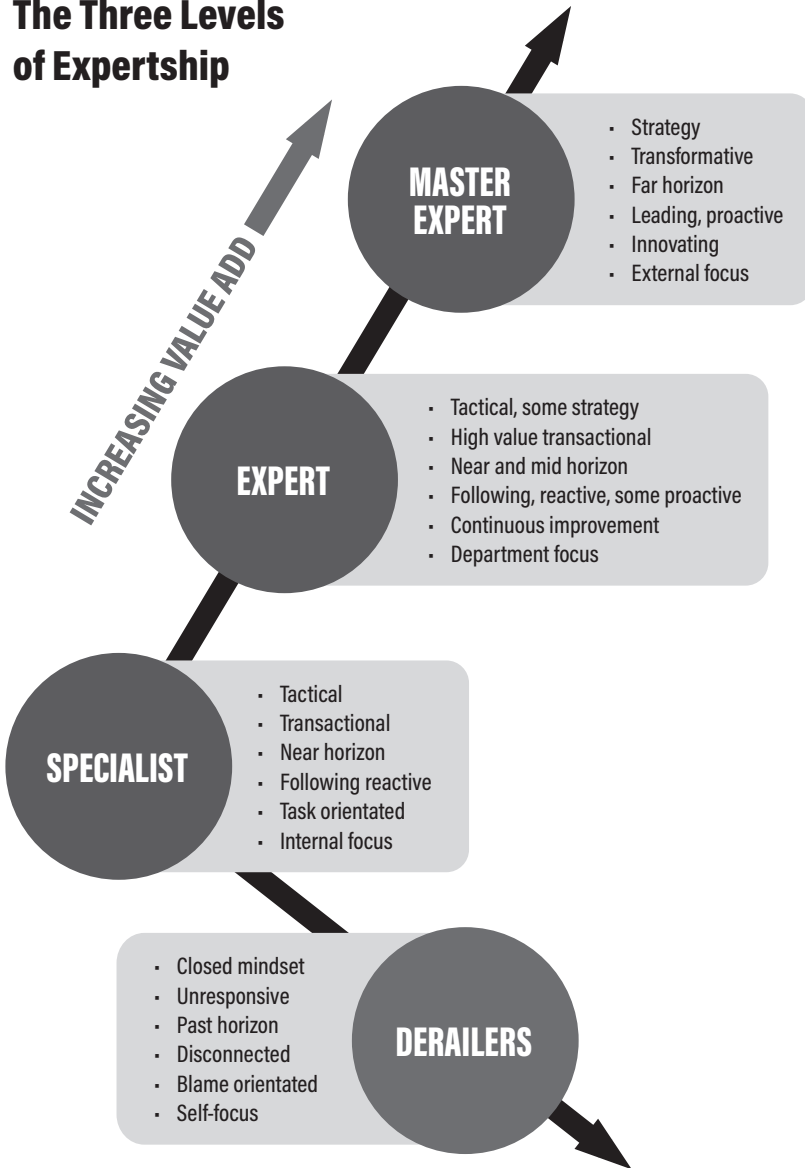 The Three Levels
of Expertship
INCREASING VALUE ADD
MASTER
EXPERT
· Strategy
· Transformative
· Far horizon
· Leading, proactive
· Innovating
· External focus
EXPERT
· Tactical, some strategy
· High value transactional
· Near and mid horizon
· Following, reactive, some proactive
· Continuous improvement
· Department focus
SPECIALIST
· Tactical
· Transactional
· Near horizon
· Following reactive
· Task orientated
· Internal focus
· Closed mindset
· Unresponsive
· Past horizon
· Disconnected
· Blame orientated
· Self-focus
DERAILERS